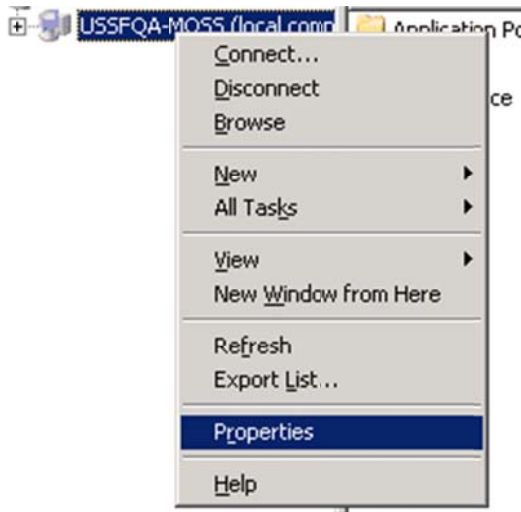 USSFQA-MOSS (local comp
Application Po
Connect...
Disconnect
ce
Browse
New
All Tasks
View
New Window from Here
Refresh
Export List...
Properties
Help